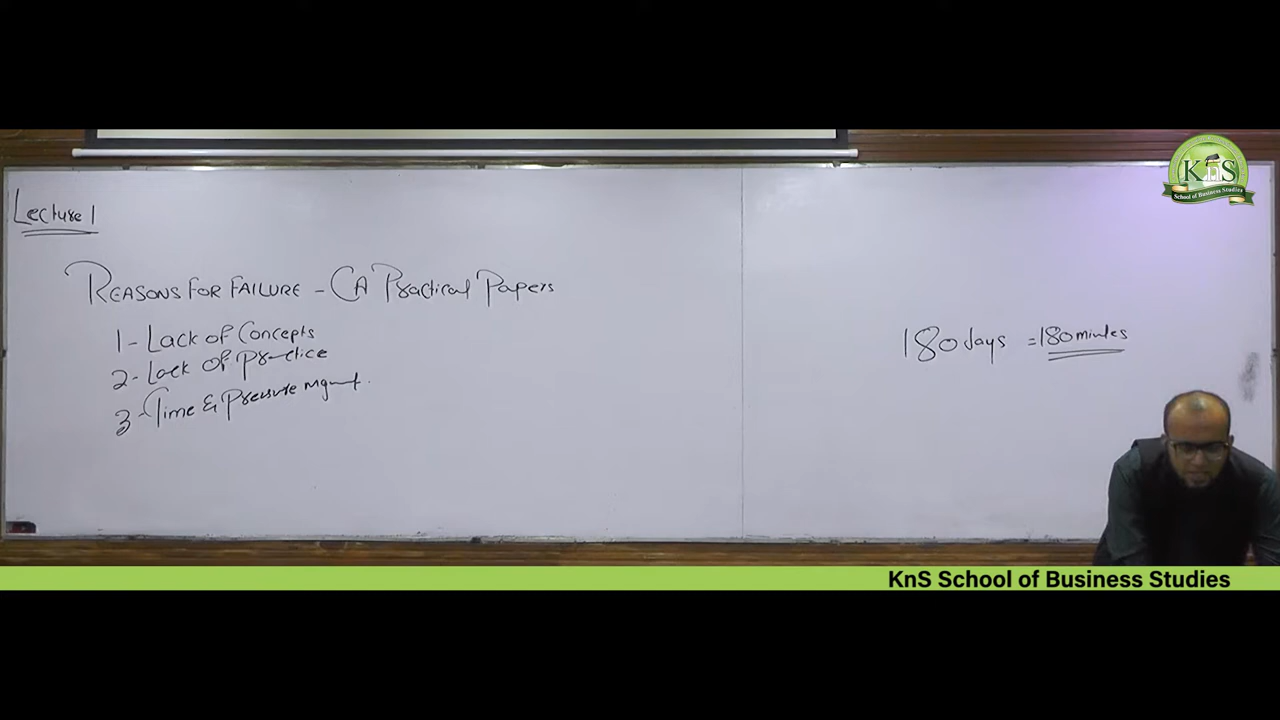 Lecture 1
REASONS FOR FAILURE - CA Practical Papers
1- Lack of Concepts
2- Lack of practice
3- Time & Pressure Mgmt.
180 days = 180 minutes
KnS
School of Business Studies
KnS School of Business Studies